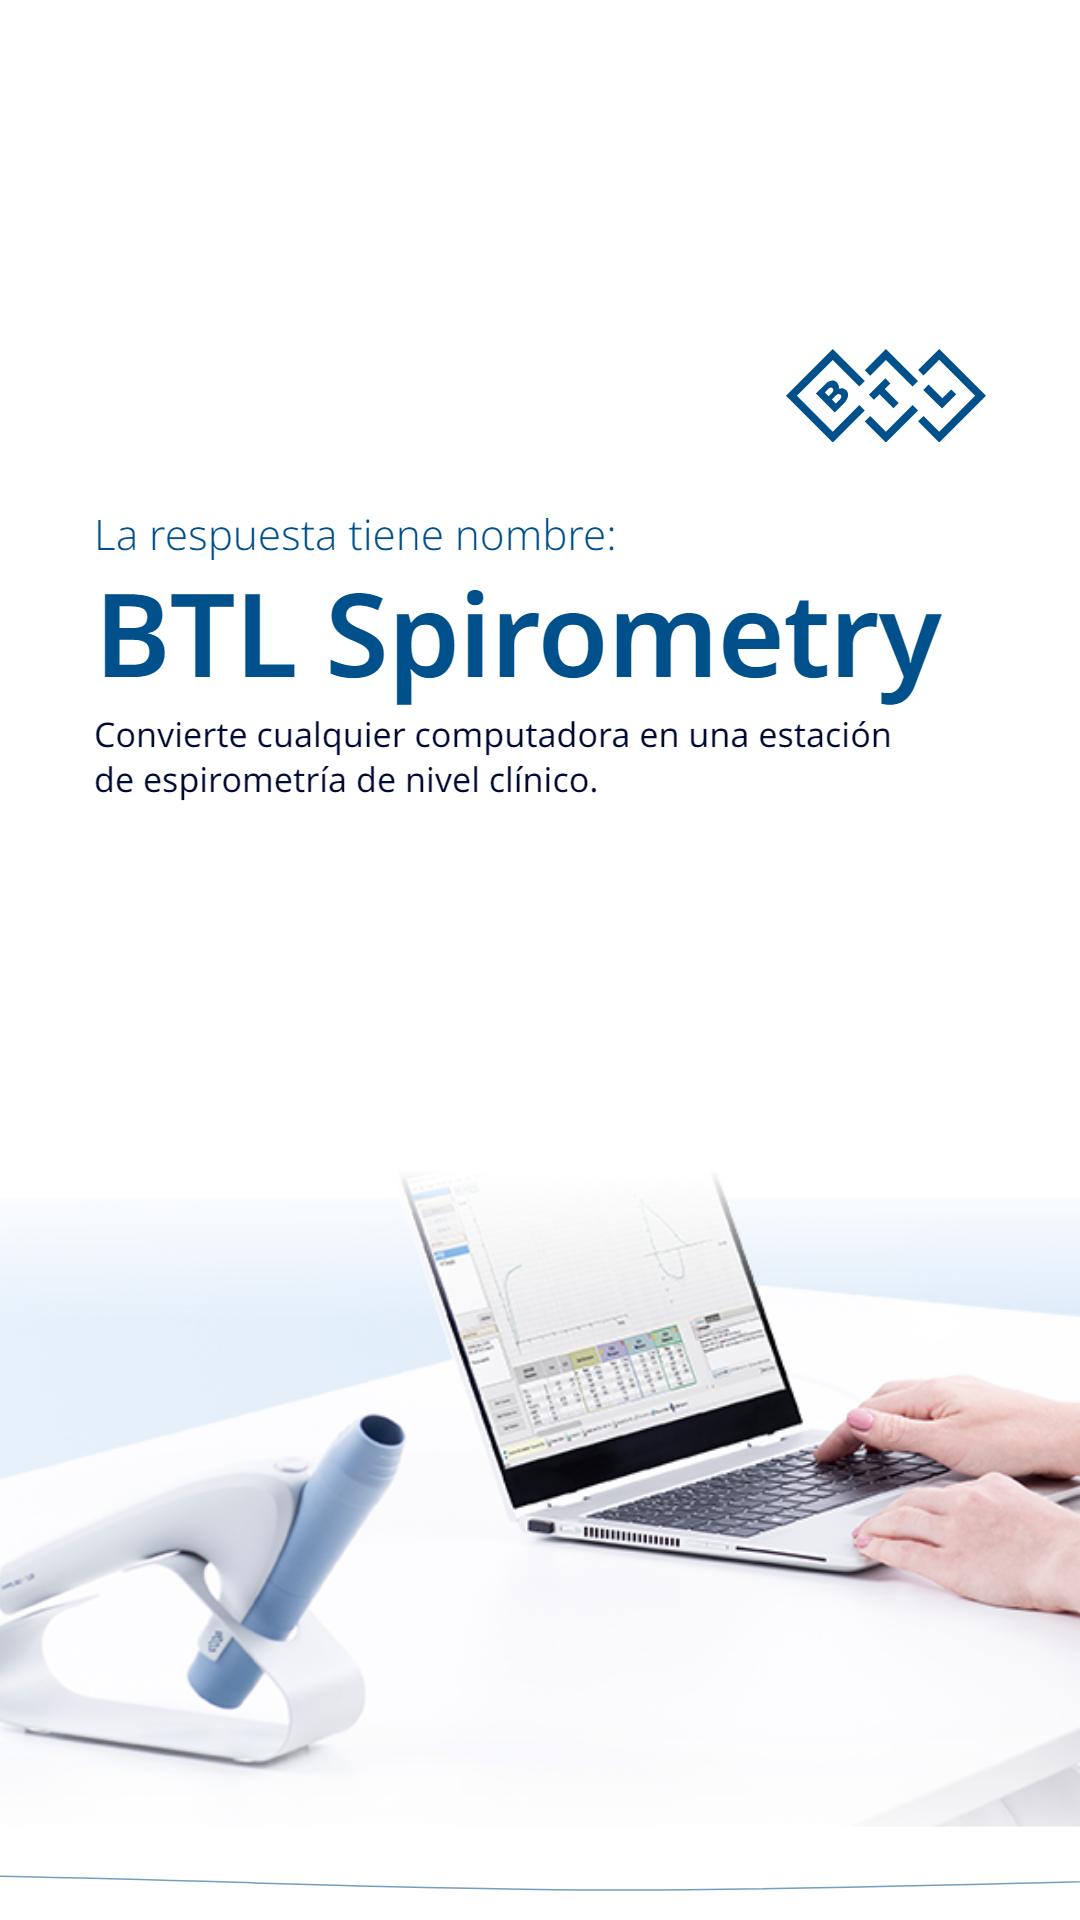 BTL
La respuesta tiene nombre:
BTL Spirometry
Convierte cualquier computadora en una estación
de espirometría de nivel clínico.